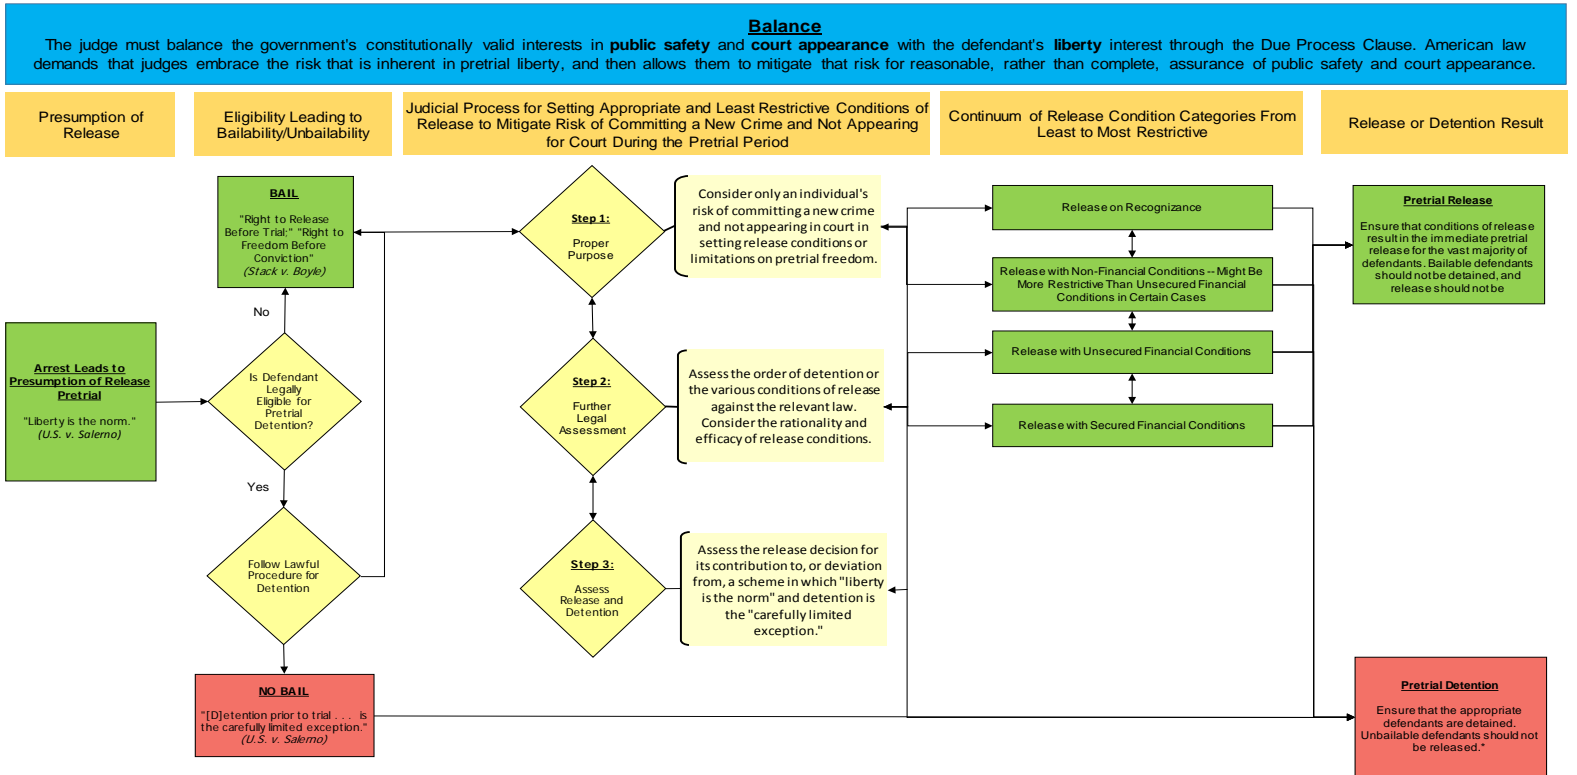 Balance
The judge must balance the government's constitutionally valid interests in public safety and court appearance with the defendant's liberty interest through the Due Process Clause. American law
demands that judges embrace the risk that is inherent in pretrial liberty, and then allows them to mitigate that risk for reasonable, rather than complete, assurance of public safety and court appearance.
Presumption of
Release
Eligibility Leading to
Bailability/Unbailability
Judicial Process for Setting Appropriate and Least Restrictive Conditions of
Release to Mitigate Risk of Committing a New Crime and Not Appearing
for Court During the Pretrial Period
Continuum of Release Condition Categories From
Least to Most Restrictive
Release or Detention Result
Arrest Leads to
Presumption of Release
Pretrial
"Liberty is the norm."
(U.S. v. Salerno)
BAIL
"Right to Release
Before Trial;" "Right to
Freedom Before
Conviction"
(Stack v. Boyle)
No
Is Defendant
Legally
Eligible for
Pretrial
Detention?
Yes
Follow Lawful
Procedure for
Detention
NO BAIL
"[D]etention prior to trial . . . is
the carefully limited exception."
(U.S. v. Salerno)
Step 1:
Proper
Purpose
Consider only an individual's
risk of committing a new crime
and not appearing in court in
setting release conditions or
limitations on pretrial freedom.
Step 2:
Further
Legal
Assessment
Assess the order of detention or
the various conditions of release
against the relevant law.
Consider the rationality and
efficacy of release conditions.
Step 3:
Assess
Release and
Detention
Assess the release decision for
its contribution to, or deviation
from, a scheme in which "liberty
is the norm" and detention is
the "carefully limited
exception."
Release on Recognizance
Release with Non-Financial Conditions -- Might Be
More Restrictive Than Unsecured Financial
Conditions in Certain Cases
Release with Unsecured Financial Conditions
Release with Secured Financial Conditions
Pretrial Release
Ensure that conditions of release
result in the immediate pretrial
release for the vast majority of
defendants. Bailable defendants
should not be detained, and
release should not be
Pretrial Detention
Ensure that the appropriate
defendants are detained.
Unbailable defendants should not
be released.*